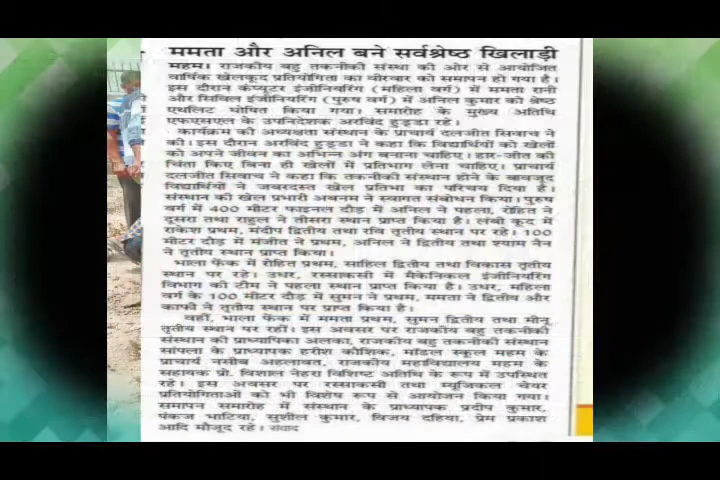 ममता और अनिल बने सर्वश्रेष्ठ खिलाड़ी
महम। राजकीय बहु तकनीकी संस्था की ओर से आयोजित
वार्षिक खेलकूद प्रतियोगिता का वीरवार को समापन हो गया है।
इस दौरान कंप्यूटर इंजीनियरिंग (महिला वर्ग) में ममता रानी
और सिविल इंजीनियरिंग (पुरुष वर्ग) में अनिल कुमार को श्रेष्ठ
एथलिट घोषित किया गया। समारोह के मुख्य अतिथि
एफएसएल के उपनिदेशक अरविंद हुड्डा रहे।
कार्यक्रम की अध्यक्षता संस्थान के प्राचार्य दलजीत सिवाच ने
की। इस दौरान अरविंद हुड्डा ने कहा कि विद्यार्थियों को खेलों
को अपने जीवन का अभिन्न अंग बनाना चाहिए। हार-जीत की
चिंता किए बिना ही खेलों में प्रतिभाग लेना चाहिए। प्राचार्य
दलजीत सिवाच ने कहा कि तकनीकी संस्थान होने के बावजूद
विद्यार्थियों ने जबरदस्त खेल प्रतिभा का परिचय दिया है।
संस्थान की खेल प्रभारी अवनम ने स्वागत संबोधन किया। पुरुष
वर्ग में 400 मीटर फाइनल दौड़ में अनिल ने पहला, रोहित ने
दूसरा तथा राहुल ने तीसरा स्थान प्राप्त किया है। लंबी कूद में
राकेश प्रथम, मंदीप द्वितीय तथा रवि तृतीय स्थान पर रहे। 100
मीटर दौड़ में मंजीत ने प्रथम, अनिल ने द्वितीय तथा श्याम नैन
ने तृतीय स्थान प्राप्त किया।
भाला फेंक में रोहित प्रथम, साहिल द्वितीय तथा विकास तृतीय
स्थान पर रहे। उधर, रस्साकसी में मैकेनिकल इंजीनियरिंग
विभाग की टीम ने पहला स्थान प्राप्त किया है। उधर, महिला
वर्ग के 100 मीटर दौड़ में सुमन ने प्रथम, ममता ने द्वितीय और
काफी ने तृतीय स्थान पर प्राप्त किया है।
वहीं, भाला फेंक में ममता प्रथम, सुमन द्वितीय तथा मीनू
तृतीय स्थान पर रहीं। इस अवसर पर राजकीय बहु तकनीकी
संस्थान की प्राध्यापिका अलका, राजकीय बहु तकनीकी संस्थान
सांपला के प्राध्यापक हरीश कौशिक, मॉडल स्कूल महम के
प्राचार्य नसीब अहलावत, राजकीय महाविद्यालय महम के
सहायक प्रो. विशाल नेहरा विशिष्ट अतिथि के रूप में उपस्थित
रहे। इस अवसर पर रस्साकसी तथा म्यूजिकल चेयर
प्रतियोगिताओं को भी विशेष रूप से आयोजन किया गया।
समापन समारोह में संस्थान के प्राध्यापक प्रदीप कुमार,
पंकज भाटिया, सुशील कुमार, विजय दहिया, प्रेम प्रकाश
आदि मौजूद रहे। संवाद